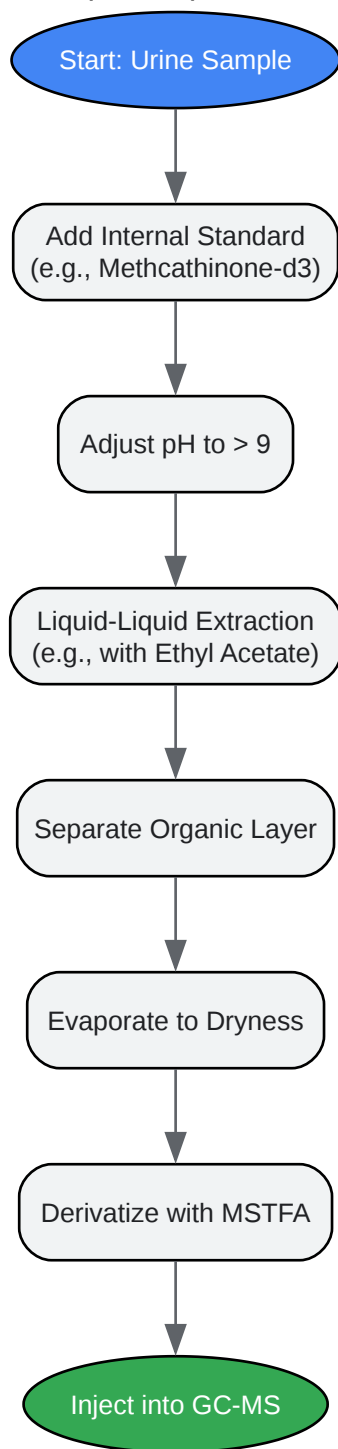 Start: Urine Sample
Add Internal Standard
(e.g., Methcathinone-d3)
Adjust pH to > 9
Liquid-Liquid Extraction
(e.g., with Ethyl Acetate)
Separate Organic Layer
Evaporate to Dryness
Derivatize with MSTFA
Inject into GC-MS